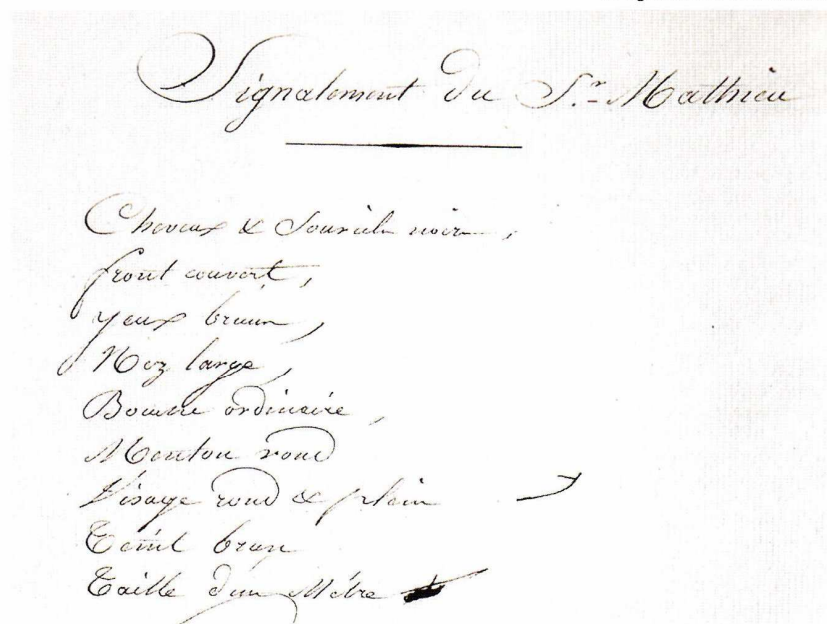 Signalement du S.r Mathieu
Cheveux & Sourcils noirs,
front couvert,
yeux bruns,
Nez large,
Bouche ordinaire,
Menton rond
Visage rond & plein
Teint brun
Taille d'un Mètre